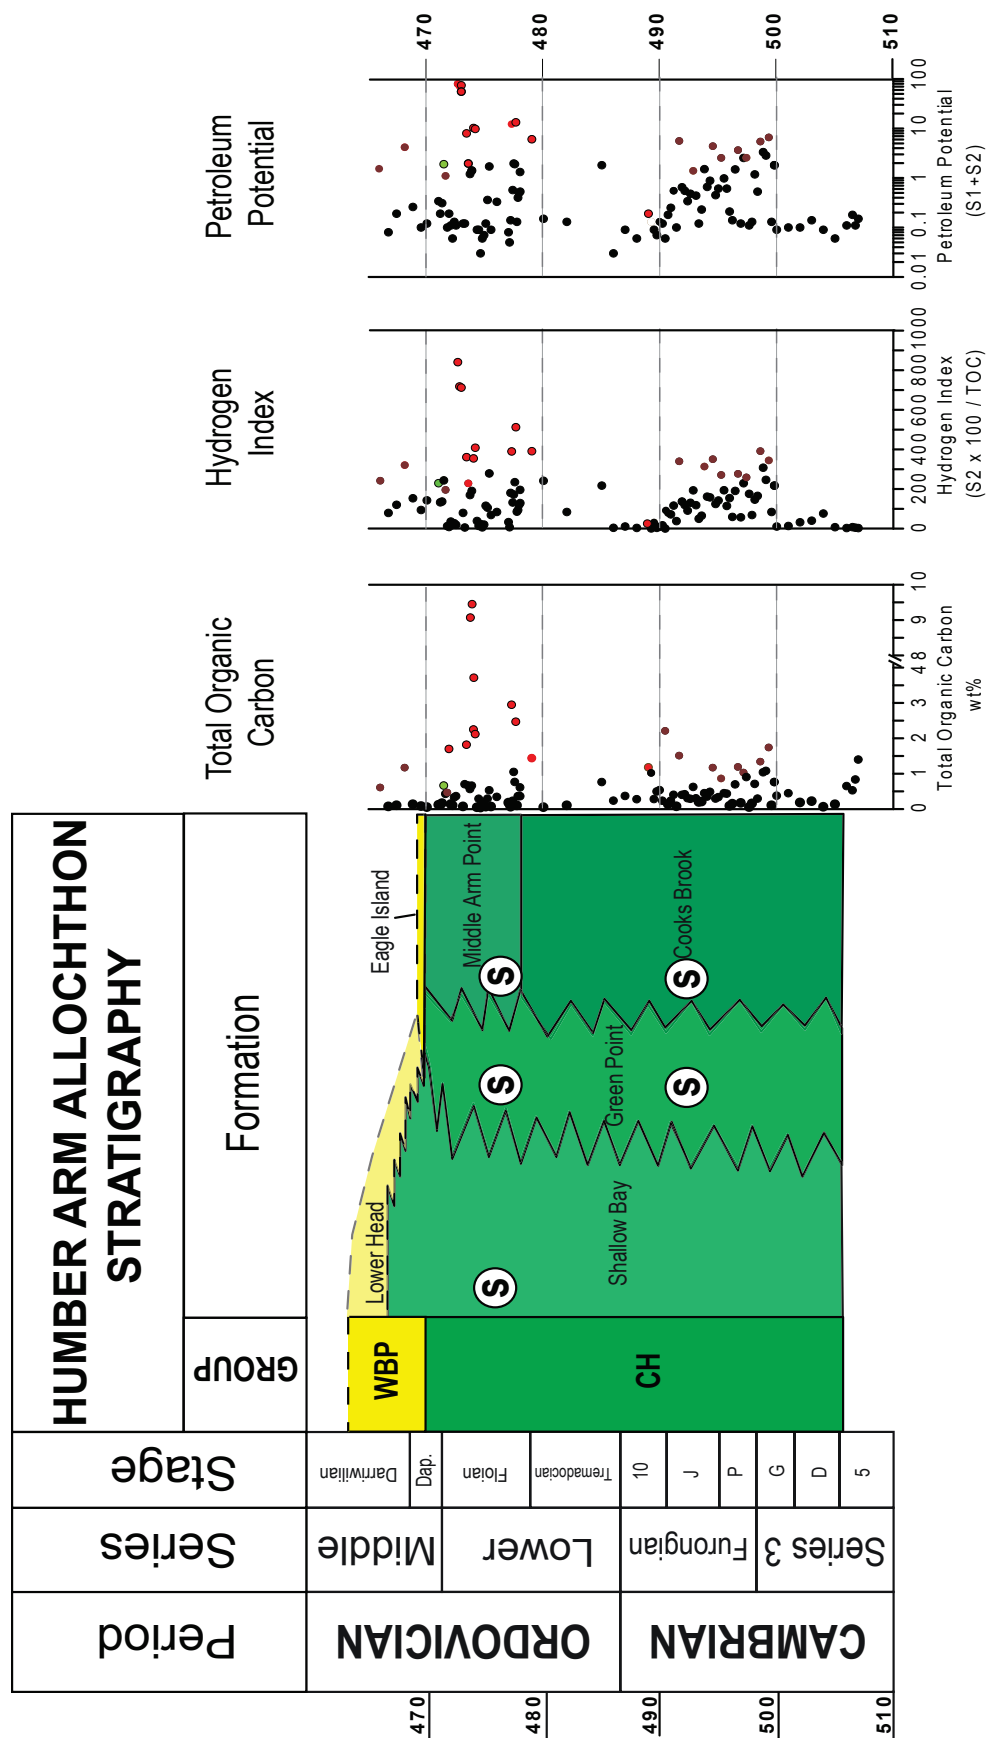 HUMBER ARM ALLOCHTHON
STRATIGRAPHY
Period
Series
Stage
GROUP
Formation
Total Organic
Carbon
Hydrogen
Index
Petroleum
Potential
ORDOVICIAN
CAMBRIAN
Middle
Lower
Furongian
Series 3
Darriwilian
Dap.
Floian
Tremadocian
10
J
P
G
D
5
WBP
CH
Lower Head
Eagle Island
Shallow Bay
Green Point
Middle Arm Point
Cooks Brook
S
S
S
S
S
470
480
490
500
510
0
1
2
3
4
8
9
10
Total Organic Carbon
wt%
0
200
400
600
800
1000
Hydrogen Index
(S2 x 100 / TOC)
0.01
0.1
1
10
100
Petroleum Potential
(S1+S2)
470
480
490
500
510